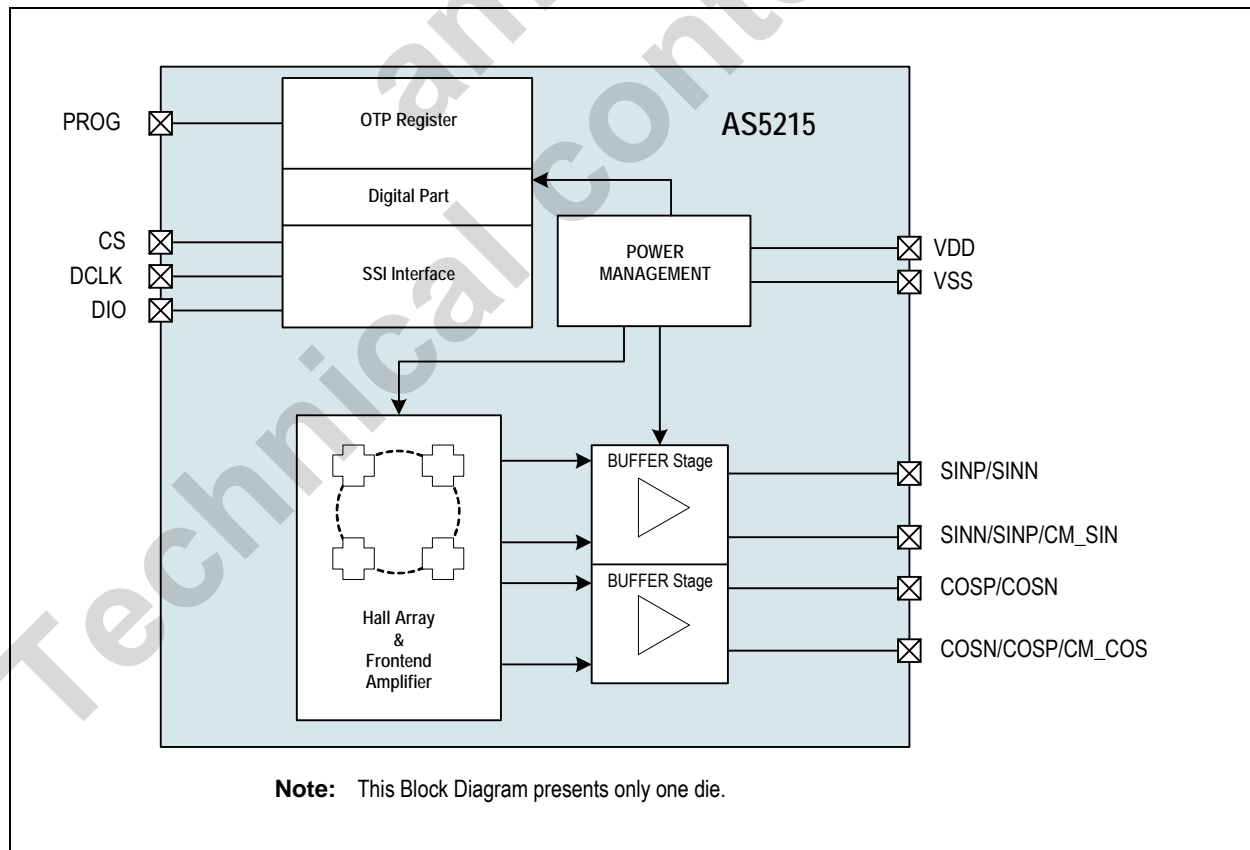 AS5215
PROG
OTP Register
Digital Part
CS
SSI Interface
DCLK
DIO
POWER
MANAGEMENT
VDD
VSS
BUFFER Stage
SINP/SINN
SINN/SINP/CM_SIN
BUFFER Stage
COSP/COSN
COSN/COSP/CM_COS
Hall Array
&
Frontend
Amplifier
Note: This Block Diagram presents only one die.
am
Technical conte